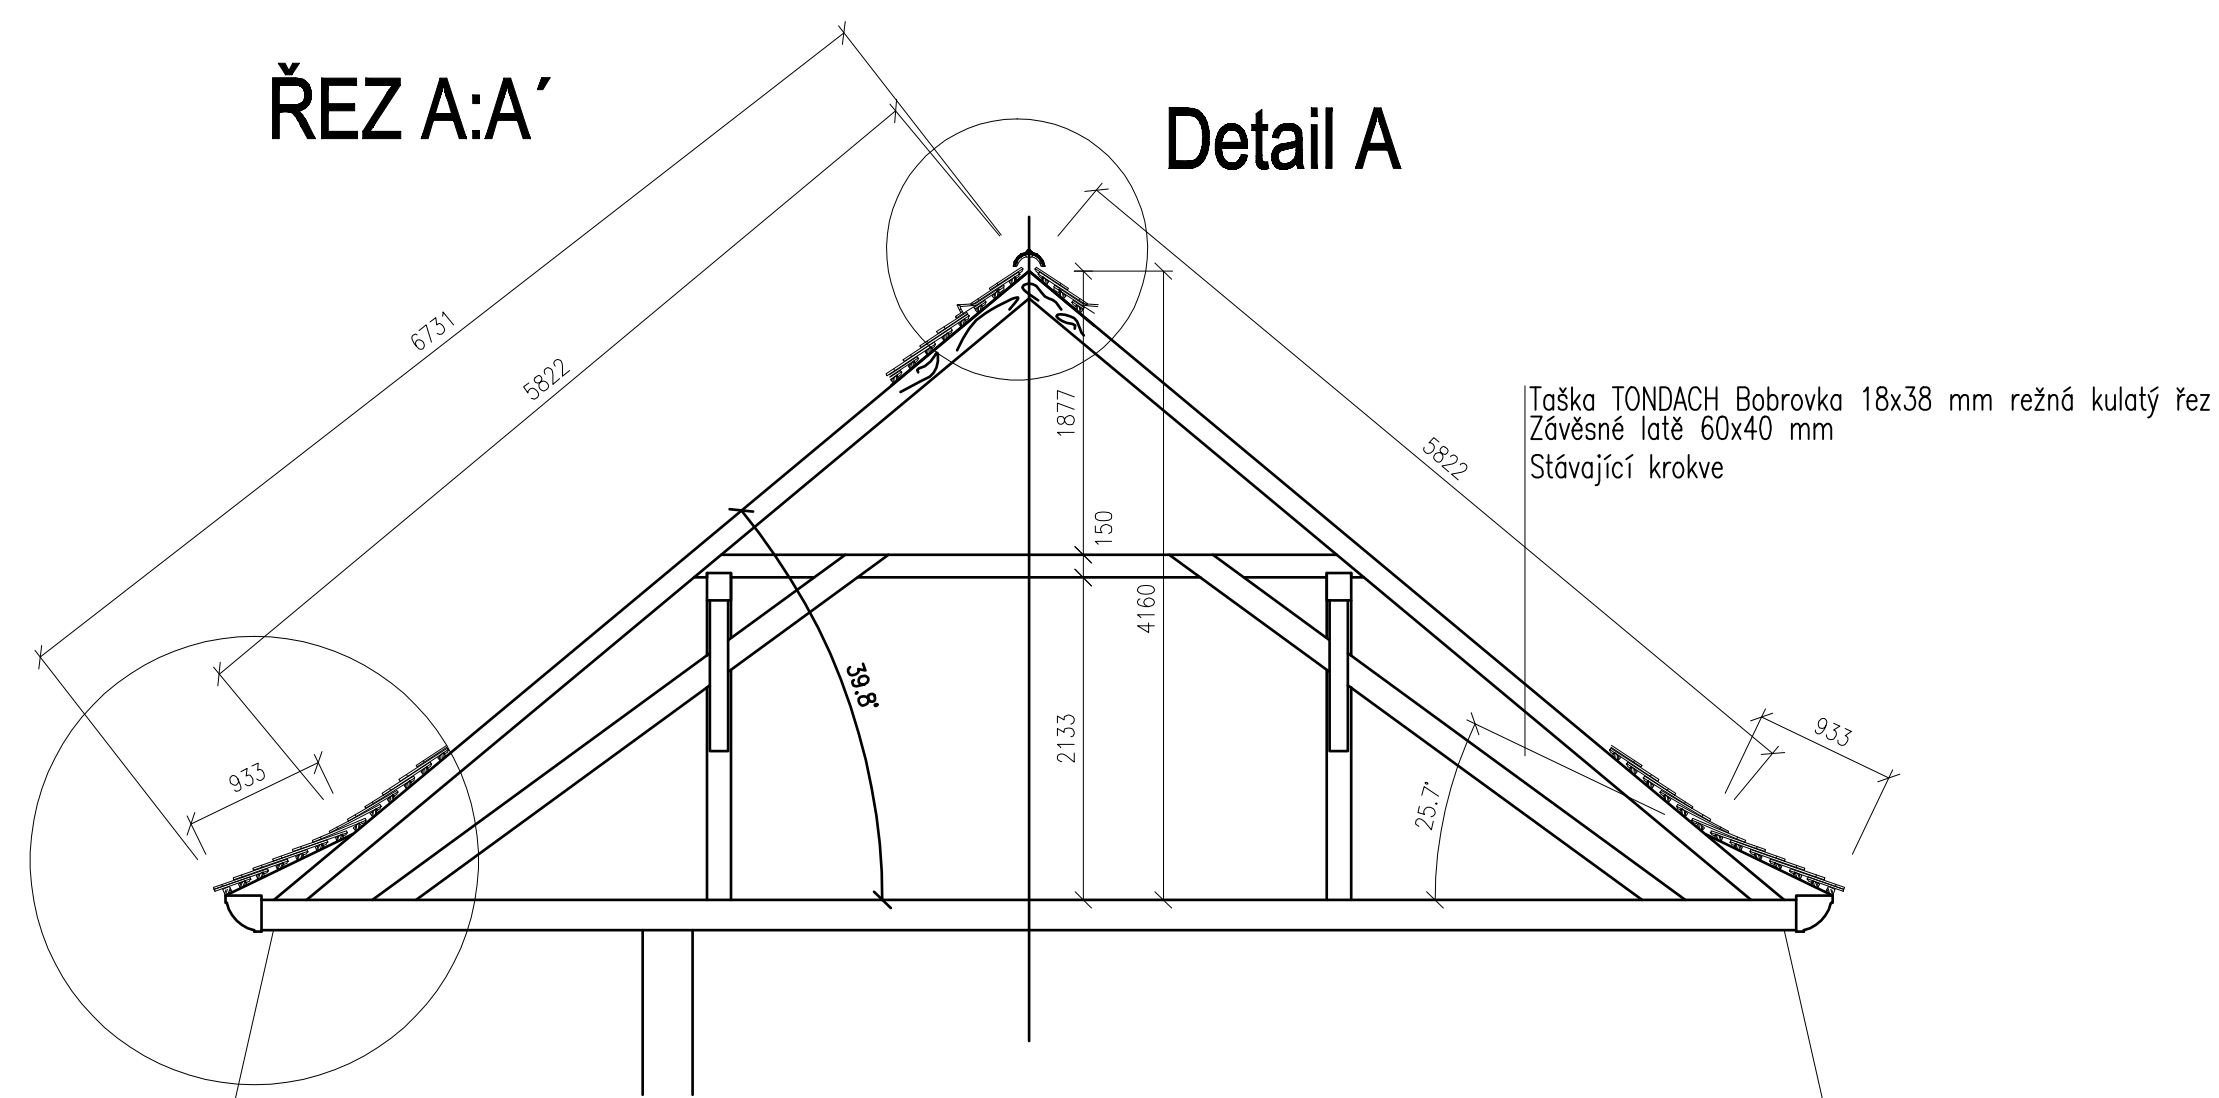 ŘEZ A:A´
Detail A
6731
5822
1877
150
4160
2133
39.8°
5822
933
933
25.7°
Taška TONDACH Bobrovka 18x38 mm režná kulatý řez
Závěsné latě 60x40 mm
Stávající krokve